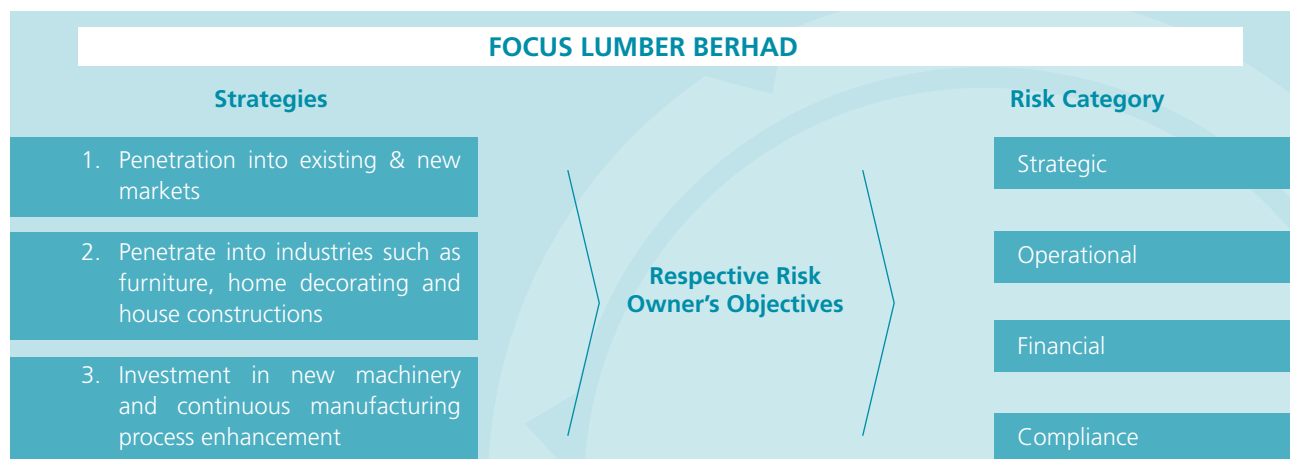 FOCUS LUMBER BERHAD
Strategies
1. Penetration into existing & new
markets
2. Penetrate into industries such as
furniture, home decorating and
house constructions
3. Investment in new machinery
and continuous manufacturing
process enhancement
Respective Risk
Owner’s Objectives
Risk Category
Strategic
Operational
Financial
Compliance